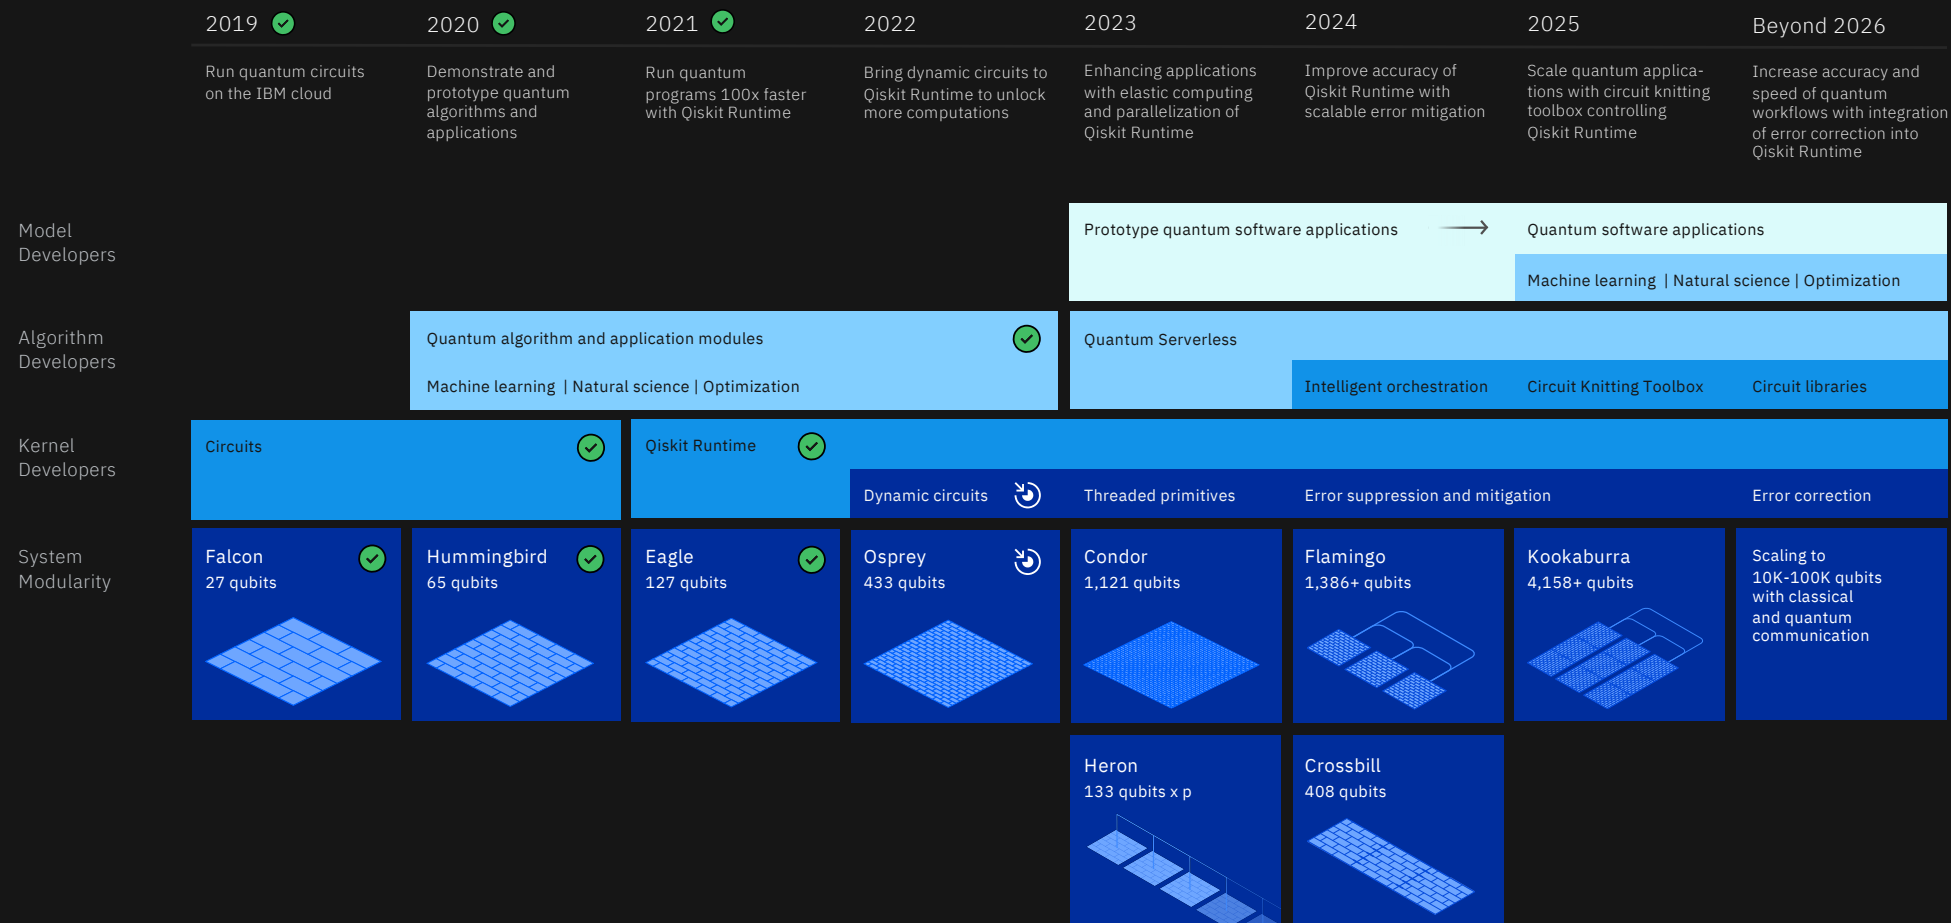 2019
2020
2021
2022
2023
2024
2025
Beyond 2026
Run quantum circuits
on the IBM cloud
Demonstrate and
prototype quantum
algorithms and
applications
Run quantum
programs 100x faster
with Qiskit Runtime
Bring dynamic circuits to
Qiskit Runtime to unlock
more computations
Enhancing applications
with elastic computing
and parallelization of
Qiskit Runtime
Improve accuracy of
Qiskit Runtime with
scalable error mitigation
Scale quantum applica-
tions with circuit knitting
toolbox controlling
Qiskit Runtime
Increase accuracy and
speed of quantum
workflows with integration
of error correction into
Qiskit Runtime
Model
Developers
Prototype quantum software applications
Quantum software applications
Machine learning | Natural science | Optimization
Algorithm
Developers
Quantum algorithm and application modules
Machine learning | Natural science | Optimization
Quantum Serverless
Intelligent orchestration
Circuit Knitting Toolbox
Circuit libraries
Kernel
Developers
Circuits
Qiskit Runtime
Dynamic circuits
Threaded primitives
Error suppression and mitigation
Error correction
System
Modularity
Falcon
27 qubits
Hummingbird
65 qubits
Eagle
127 qubits
Osprey
433 qubits
Condor
1,121 qubits
Flamingo
1,386+ qubits
Kookaburra
4,158+ qubits
Scaling to
10K-100K qubits
with classical
and quantum
communication
Heron
133 qubits x p
Crossbill
408 qubits